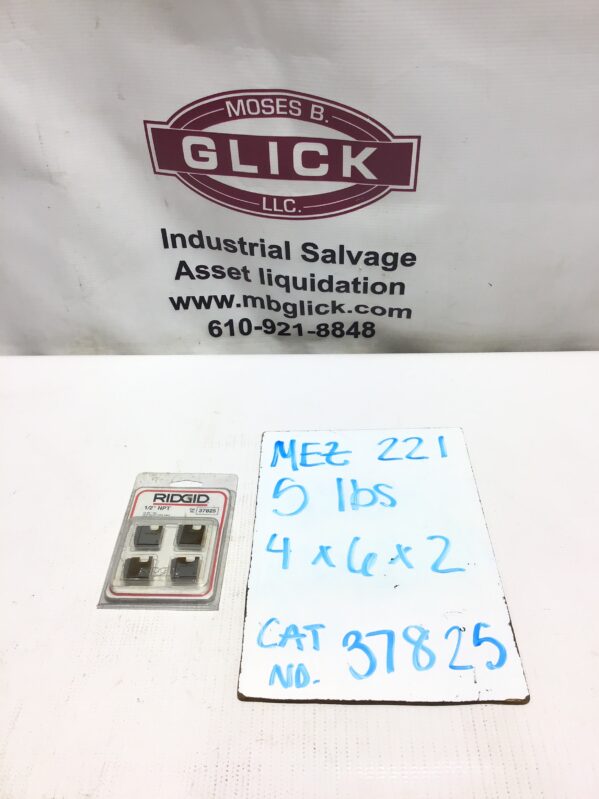 MOSES B.
GLICK
LLC.
Industrial Salvage
Asset liquidation
www.mbglick.com
610-921-8848
RIDGID
1/2" NPT
37825
MEZ 221
5 lbs
4 x 6 x 2
CAT
NO. 37825